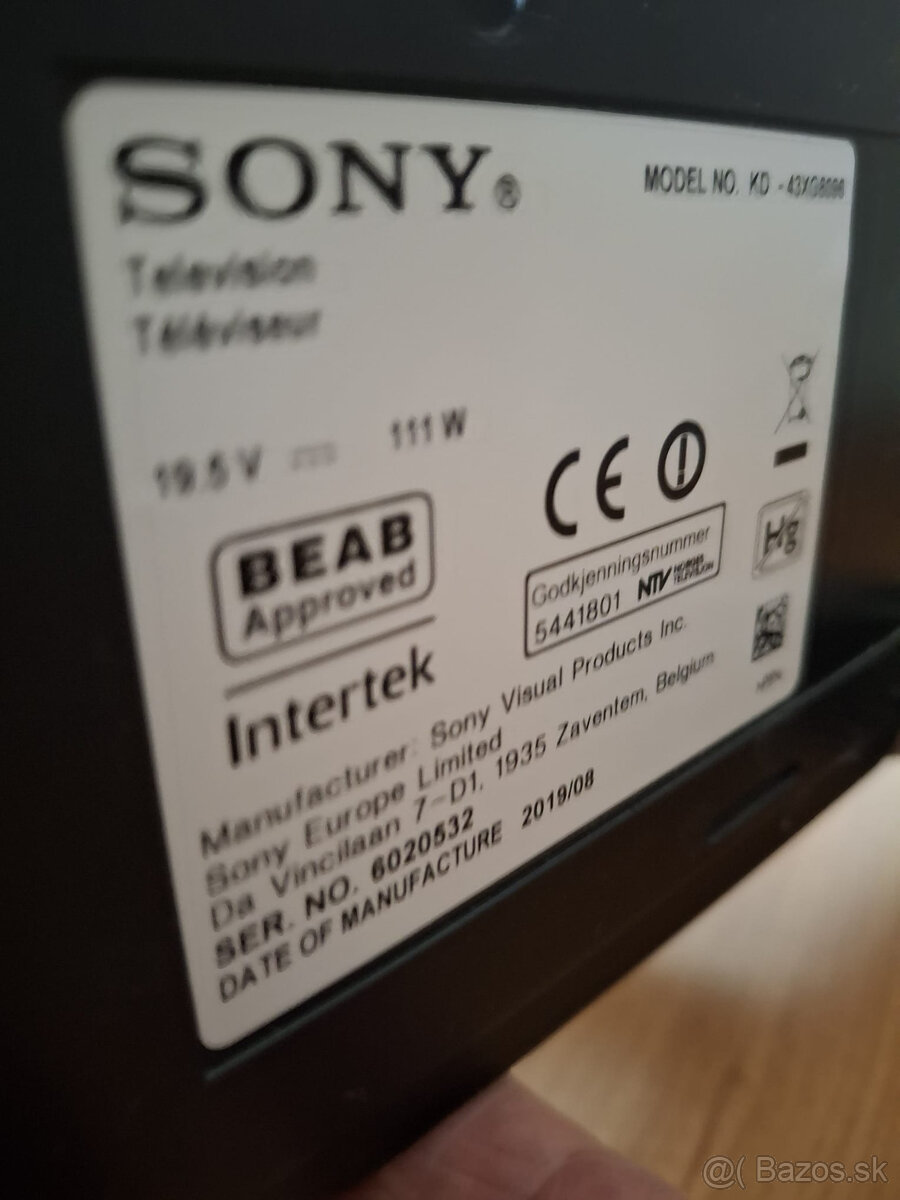 SONY®
MODEL NO. KD -43XG8096
Television
Téléviseur
19.5 V 111 W
CE
BEAB
Approved
Intertek
Godkjenningsnummer
5441801 NTV NORGES TELEVISJON
Hg
Manufacturer: Sony Visual Products Inc.
Sony Europe Limited
Da Vincilaan 7-D1, 1935 Zaventem, Belgium
SER. NO. 6020532
DATE OF MANUFACTURE 2019/08
@( Bazos.sk